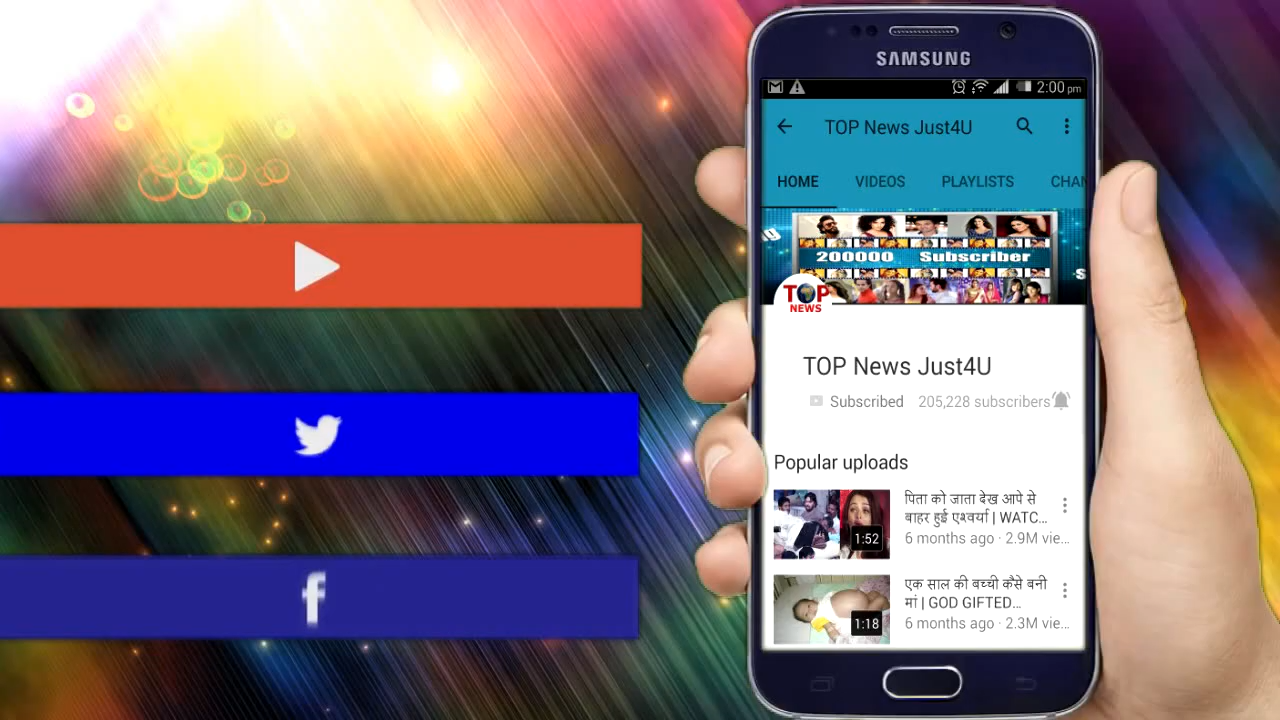 SAMSUNG
2:00 pm
TOP News Just4U
HOME VIDEOS PLAYLISTS CHAN
200000 Subscriber
TOP
NEWS
TOP News Just4U
Subscribed 205,228 subscribers
Popular uploads
पिता को जाता देख आपे से
बाहर हुई एश्वर्या | WATC...
6 months ago · 2.9M vie...
1:52
एक साल की बच्ची कैसे बनी
मां | GOD GIFTED...
6 months ago · 2.3M vie...
1:18